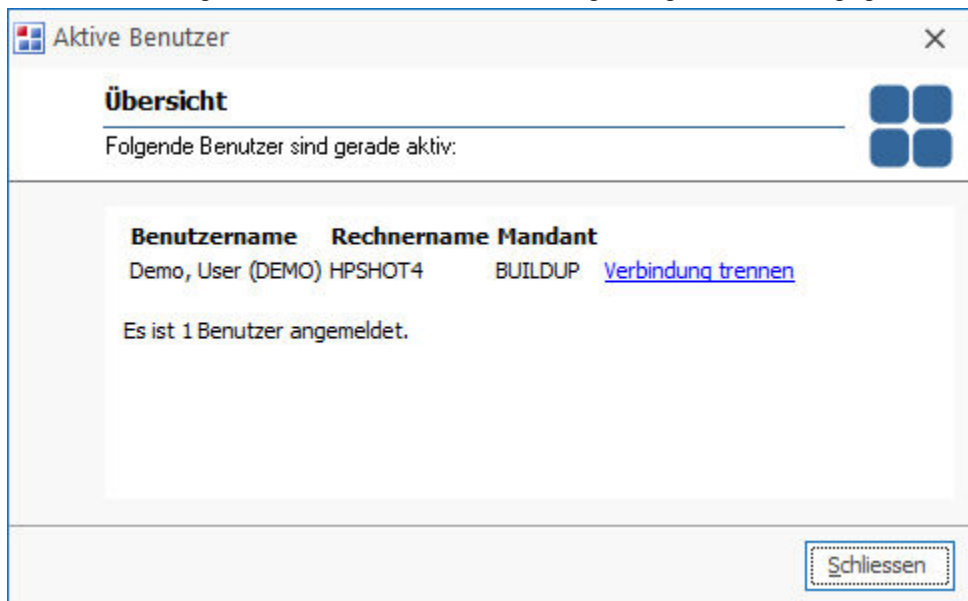 Aktive Benutzer
Übersicht
Folgende Benutzer sind gerade aktiv:
Benutzername Rechnername Mandant
Demo, User (DEMO) HPSHOT4 BUILDUP Verbindung trennen
Es ist 1 Benutzer angemeldet.
Schliessen